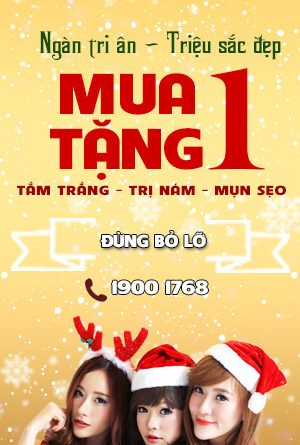 Ngàn tri ân - Triệu sắc đẹp
MUA 1
TẶNG
TẮM TRẮNG - TRỊ NÁM - MỤN SẸO
ĐỪNG BỎ LỠ
1900 1768